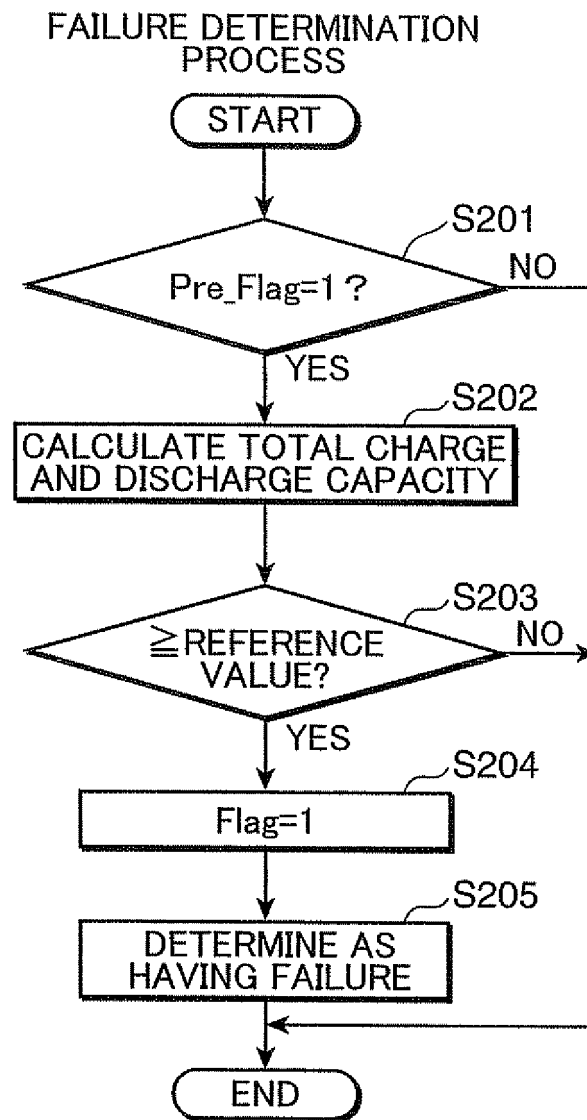 FAILURE DETERMINATION
PROCESS
START
S201
Pre_Flag=1?
NO
YES
S202
CALCULATE TOTAL CHARGE
AND DISCHARGE CAPACITY
S203
≧REFERENCE
VALUE?
NO
YES
S204
Flag=1
S205
DETERMINE AS
HAVING FAILURE
END